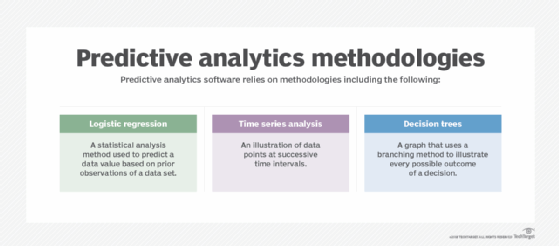 Predictive analytics methodologies
Predictive analytics software relies on methodologies including the following:
Logistic regression
A statistical analysis
method used to predict a
data value based on prior
observations of a data set.
Time series analysis
An illustration of data
points at successive
time intervals.
Decision trees
A graph that uses a
branching method to illustrate
every possible outcome
of a decision.
TechTarget